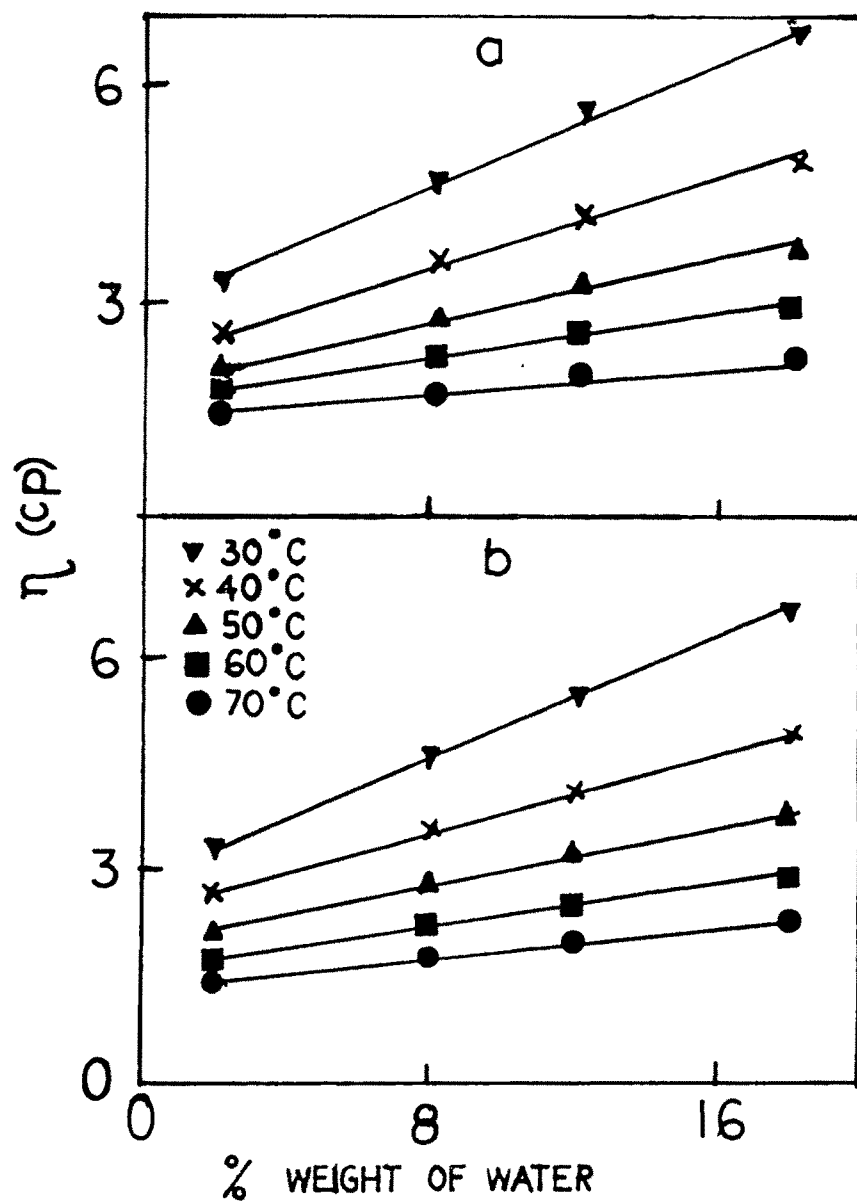 a
6
3
η (cp)
b
▼ 30°C
× 40°C
▲ 50°C
■ 60°C
● 70°C
6
3
0
0 8 16
% WEIGHT OF WATER